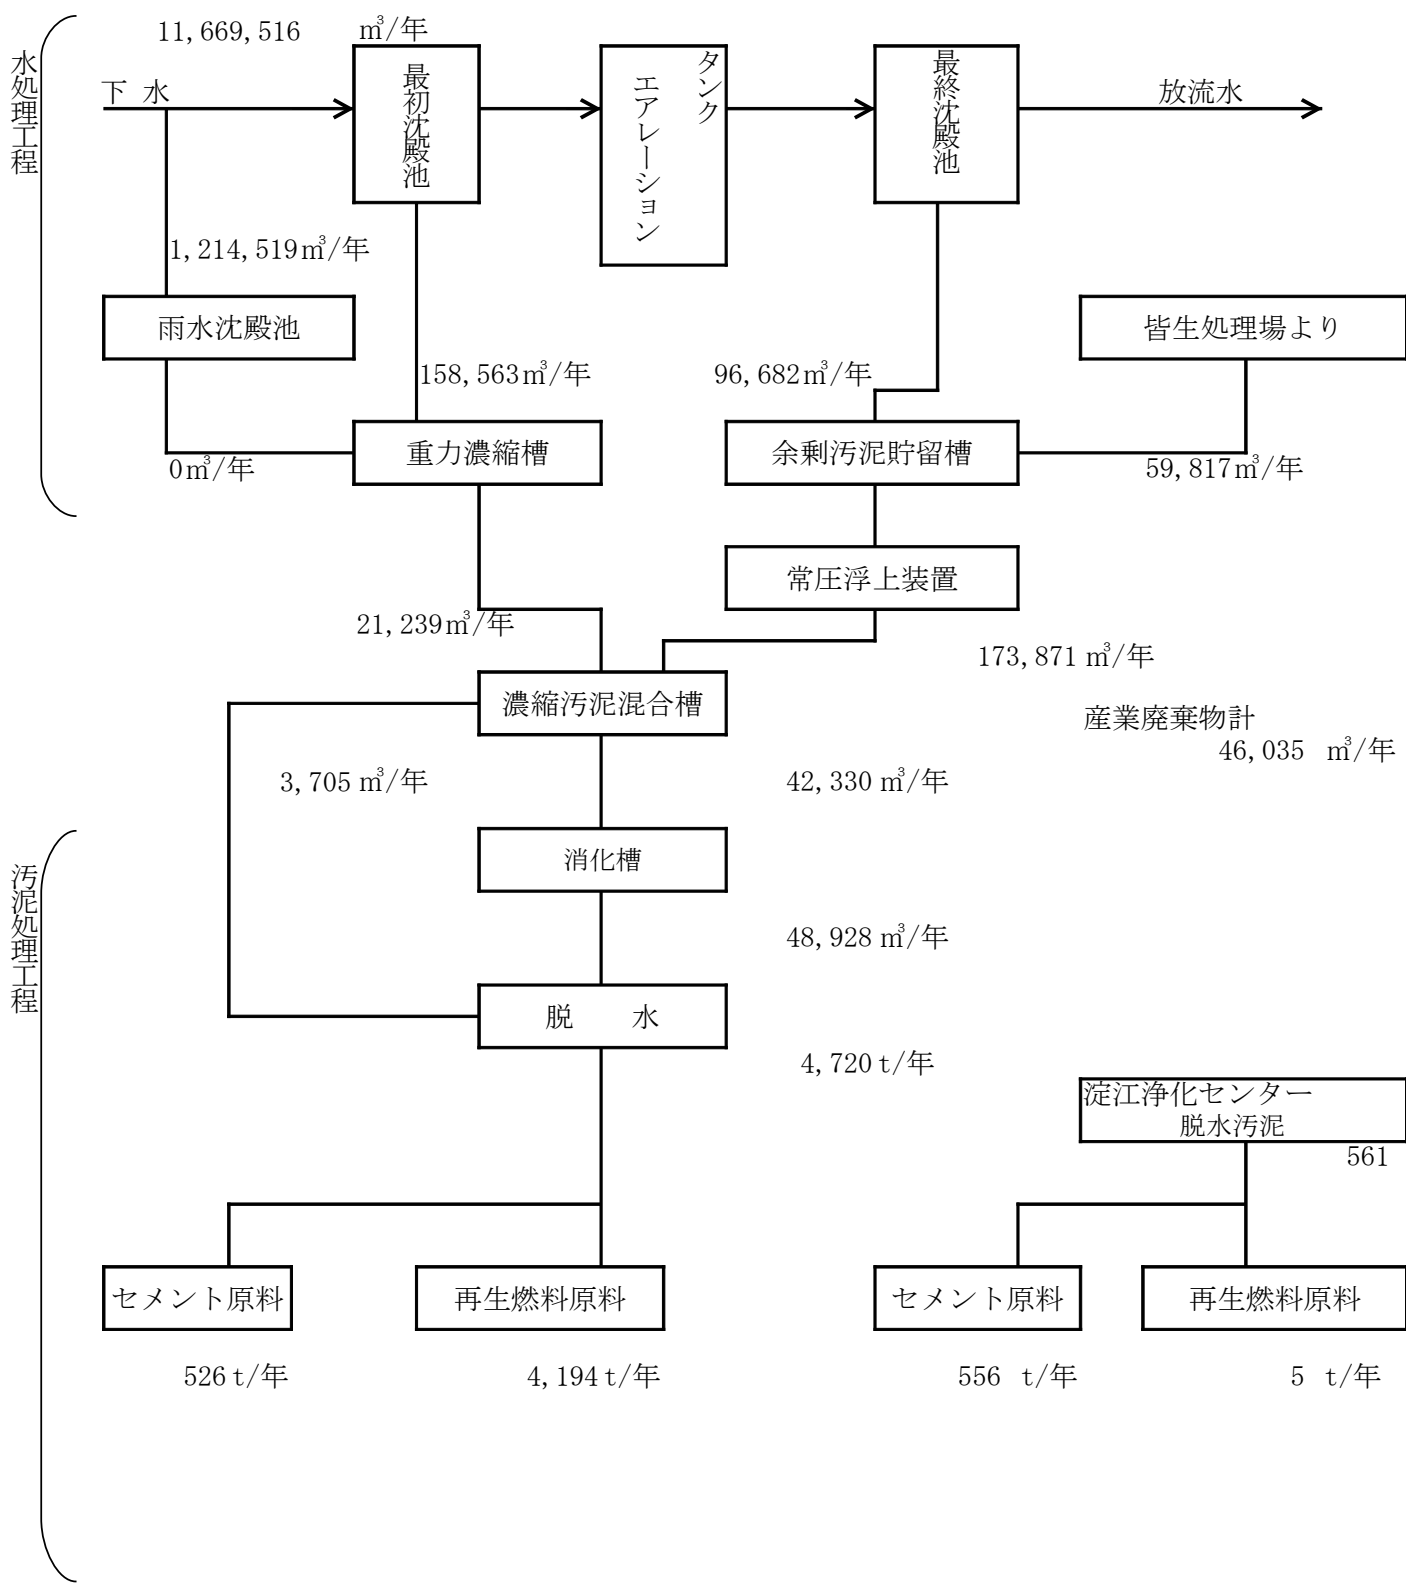 11,669,516 ㎥/年
水処理工程
下 水
最初沈殿池
エアレーション
タンク
最終沈殿池
放流水
1,214,519㎥/年
雨水沈殿池
皆生処理場より
158,563㎥/年
96,682㎥/年
重力濃縮槽
余剰汚泥貯留槽
0㎥/年
59,817㎥/年
常圧浮上装置
21,239㎥/年
173,871 ㎥/年
濃縮汚泥混合槽
産業廃棄物計
46,035 ㎥/年
3,705 ㎥/年
42,330 ㎥/年
消化槽
汚泥処理工程
48,928 ㎥/年
脱 水
4,720 t/年
淀江浄化センター
脱水汚泥
561
セメント原料
再生燃料原料
セメント原料
再生燃料原料
526 t/年
4,194 t/年
556 t/年
5 t/年